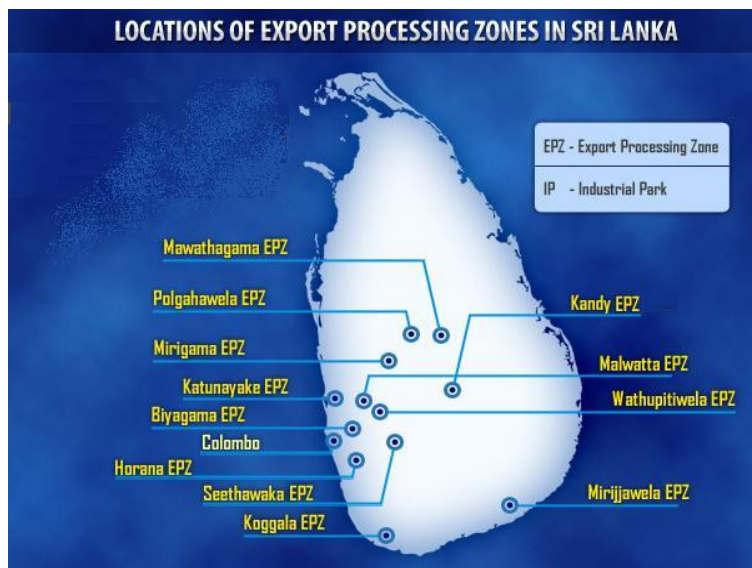 LOCATIONS OF EXPORT PROCESSING ZONES IN SRI LANKA
EPZ - Export Processing Zone
IP - Industrial Park
Mawathagama EPZ
Polgahawela EPZ
Kandy EPZ
Mirigama EPZ
Malwatta EPZ
Katunayake EPZ
Wathupitiwela EPZ
Biyagama EPZ
Colombo
Horana EPZ
Seethawaka EPZ
Mirijjawela EPZ
Koggala EPZ